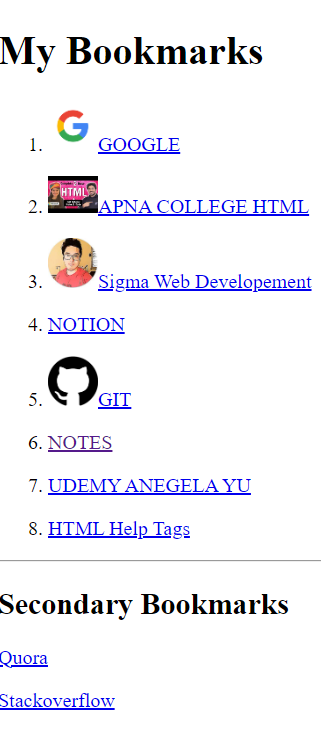 My Bookmarks
1. GOOGLE
2. HTML APNA COLLEGE HTML
3. Sigma Web Developement
4. NOTION
5. GIT
6. NOTES
7. UDEMY ANEGELA YU
8. HTML Help Tags
Secondary Bookmarks
Quora
Stackoverflow